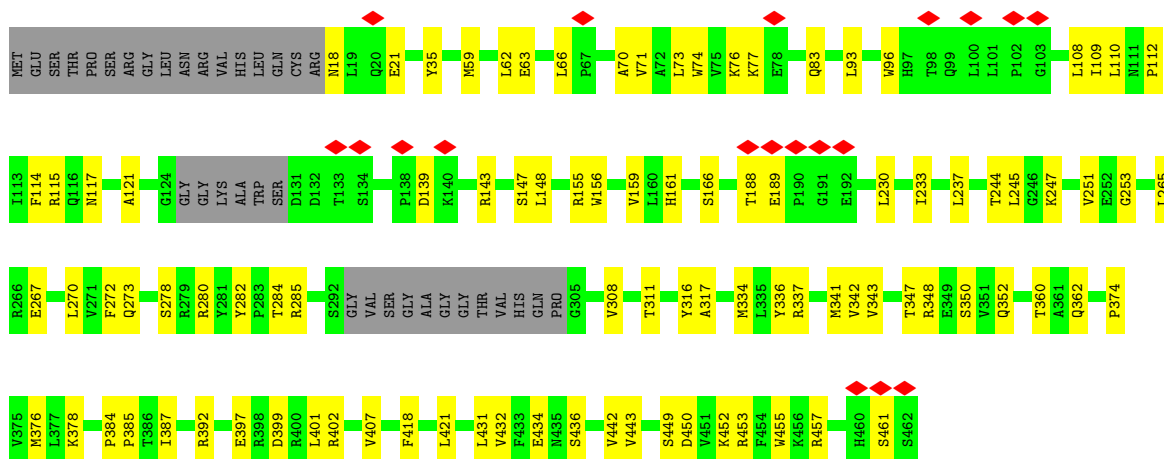 MET GLU SER THR PRO SER ARG GLY LEU ASN ARG VAL HIS LEU GLN CYS ARG N18 L19 Q20 E21 Y35 M59 L62 E63 L66 P67 A70 V71 A72 L73 W74 V75 K76 K77 E78 Q83 L93 W96 H97 T98 Q99 L100 L101 P102 G103 L108 I109 L110 N111 P112
I113 F114 R115 Q116 N117 A121 G124 GLY GLY LYS ALA TRP SER D131 D132 T133 S134 P138 D139 K140 R143 S147 L148 R155 W156 V159 L160 H161 S166 T188 E189 P190 G191 E192 L230 I233 L237 T244 L245 G246 K247 V251 E252 G253 L265
R266 E267 L270 V271 F272 Q273 S278 R279 R280 Y281 Y282 P283 T284 R285 S292 GLY VAL SER GLY ALA GLY GLY THR VAL HIS GLN PRO G305 V308 T311 Y316 A317 M334 L335 Y336 R337 M341 V342 V343 T347 R348 E349 S350 V351 Q352 T360 A361 Q362 P374
V375 M376 L377 K378 P384 P385 T386 I387 R392 E397 R398 D399 R400 L401 R402 V407 F418 L421 L431 V432 F433 E434 N435 S436 V442 V443 S449 D450 V451 K452 R453 F454 W455 K456 R457 H460 S461 S462